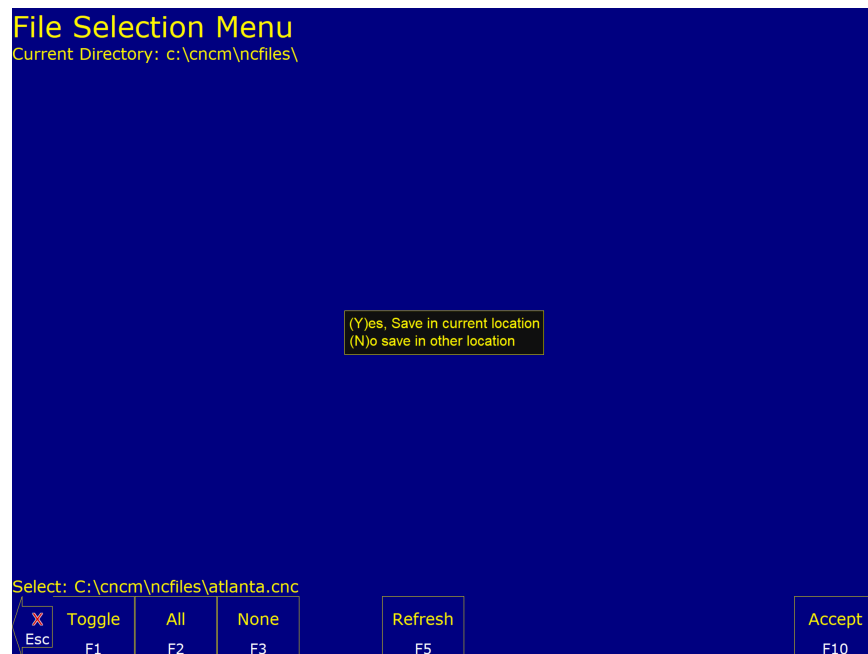 File Selection Menu
Current Directory: c:\cncm\ncfiles\
(Y)es, Save in current location
(N)o save in other location
Select: C:\cncm\ncfiles\atlanta.cnc
X Toggle All None Refresh Accept
Esc F1 F2 F3 F5 F10